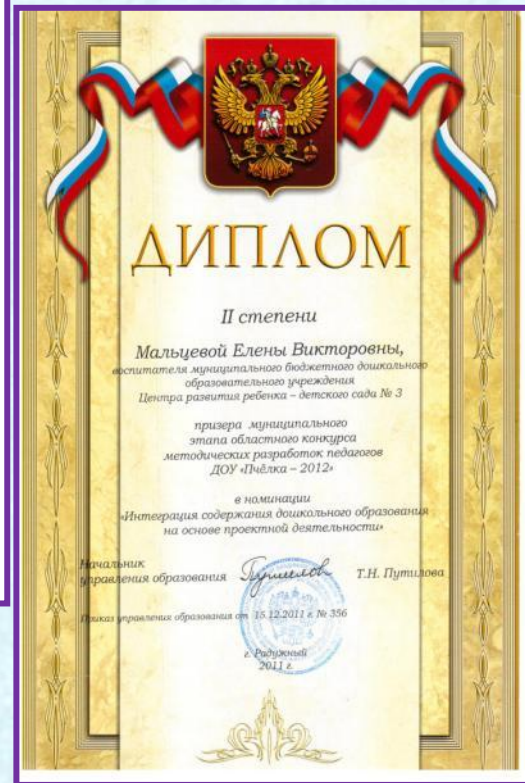 ДИПЛОМ
II степени
Мальцевой Елены Викторовны,
воспитателя муниципального бюджетного дошкольного
образовательного учреждения
Центра развития ребенка – детского сада № 3
призера муниципального
этапа областного конкурса
методических разработок педагогов
ДОУ «Пчёлка – 2012»
в номинации
«Интеграция содержания дошкольного образования
на основе проектной деятельности»
Начальник
управления образования Т.Н. Путилова
Приказ управления образования от 15.12.2011 г. № 356
г. Радужный
2011 г.